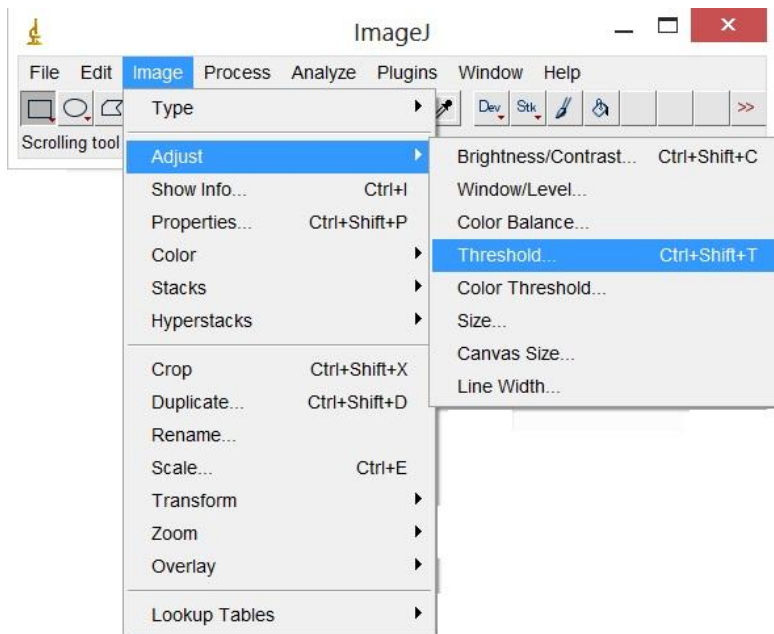 ImageJ
File Edit Image Process Analyze Plugins Window Help
Dev Stk >>
Scrolling tool
Type
Adjust
Show Info... Ctrl+I
Properties... Ctrl+Shift+P
Color
Stacks
Hyperstacks
Crop Ctrl+Shift+X
Duplicate... Ctrl+Shift+D
Rename...
Scale... Ctrl+E
Transform
Zoom
Overlay
Lookup Tables
Brightness/Contrast... Ctrl+Shift+C
Window/Level...
Color Balance...
Threshold... Ctrl+Shift+T
Color Threshold...
Size...
Canvas Size...
Line Width...